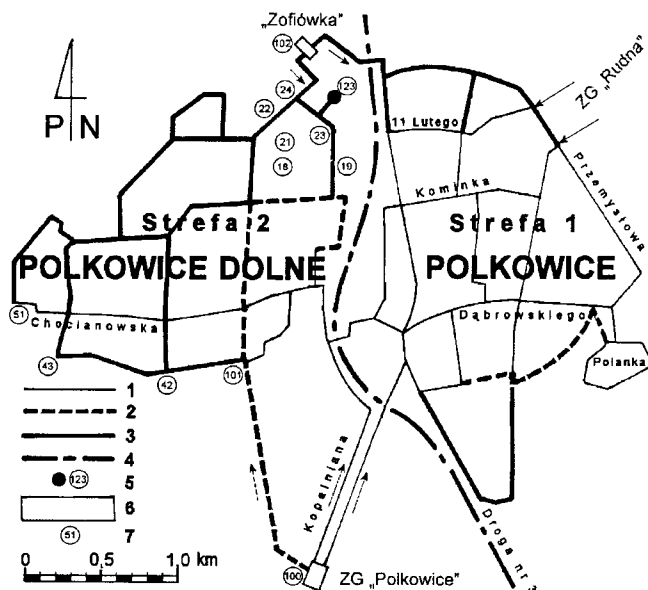 „Zofiówka"
102
123
24
22
21
18
23
19
P N
11 Lutego
ZG „Rudna"
Przemysłowa
Kominka
Strefa 2
Strefa 1
POLKOWICE DOLNE
POLKOWICE
51
Chocianowska
Dąbrowskiego
Polanka
43
42
101
1
2
3
4
123 5
6
51 7
0 0,5 1,0 km
Kopalniana
Droga nr 3
100
ZG „Polkowice"